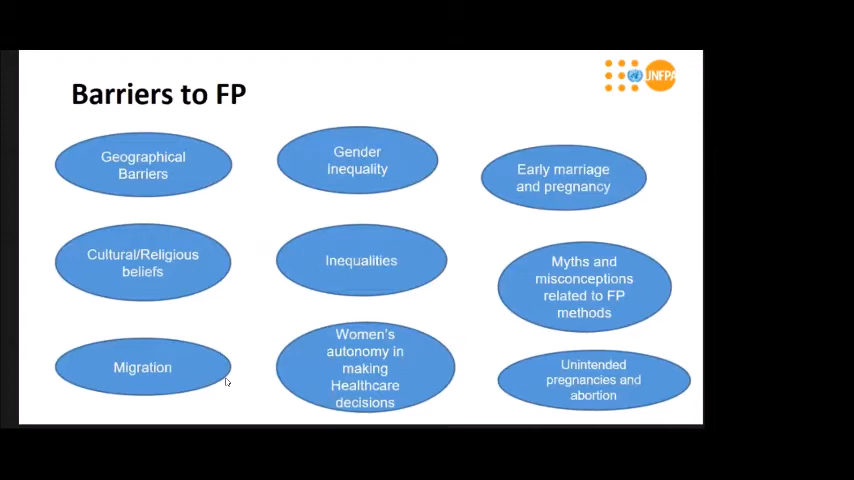 Barriers to FP
UNFPA
Geographical
Barriers
Gender
Inequality
Early marriage
and pregnancy
Cultural/Religious
beliefs
Inequalities
Myths and
misconceptions
related to FP
methods
Migration
Women's
autonomy in
making
Healthcare
decisions
Unintended
pregnancies and
abortion